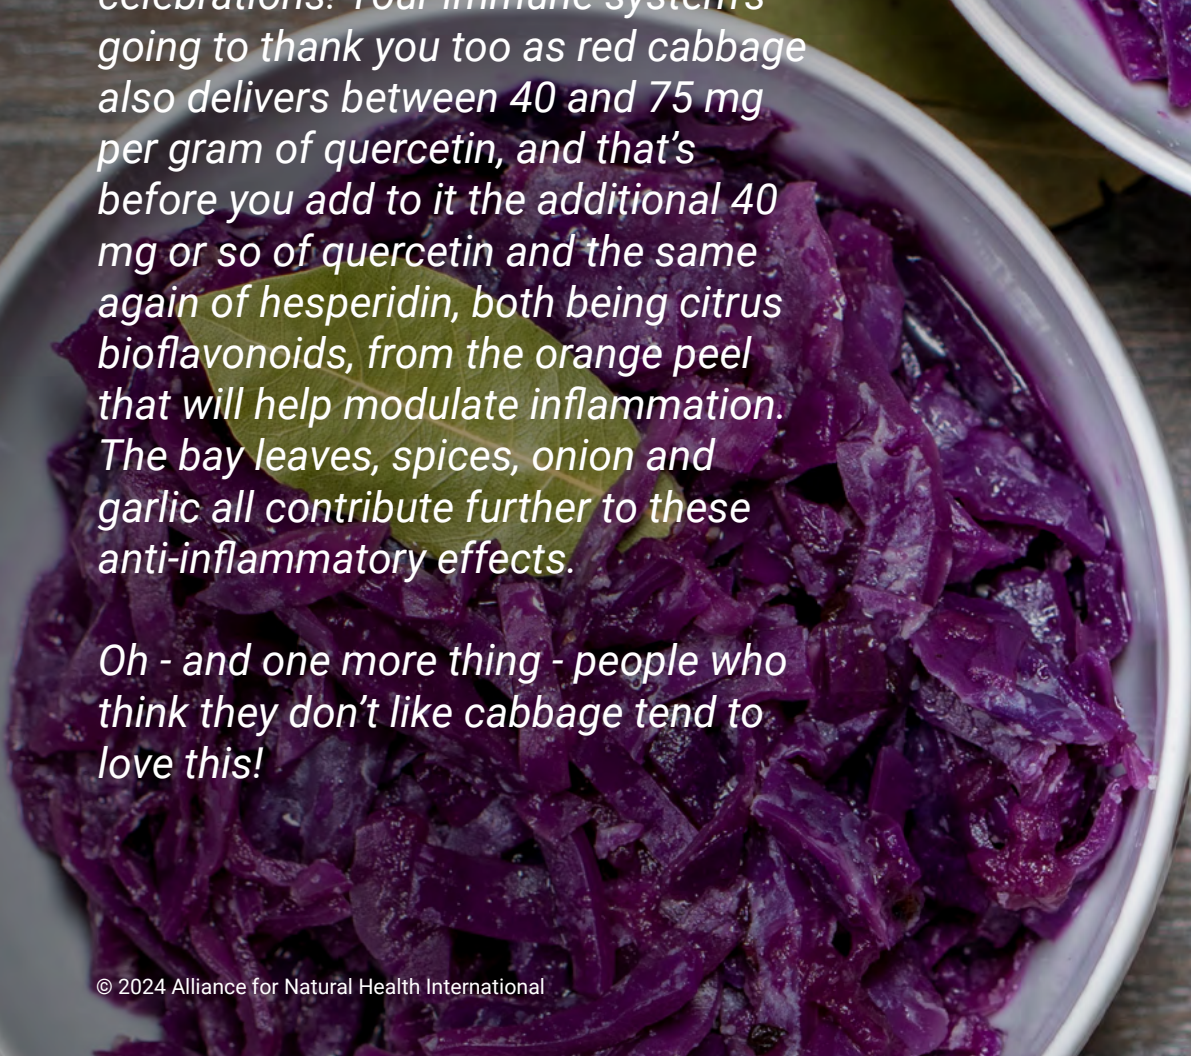 celebrations! Your immune system's
going to thank you too as red cabbage
also delivers between 40 and 75 mg
per gram of quercetin, and that’s
before you add to it the additional 40
mg or so of quercetin and the same
again of hesperidin, both being citrus
bioflavonoids, from the orange peel
that will help modulate inflammation.
The bay leaves, spices, onion and
garlic all contribute further to these
anti-inflammatory effects.
Oh - and one more thing - people who
think they don’t like cabbage tend to
love this!
© 2024 Alliance for Natural Health International